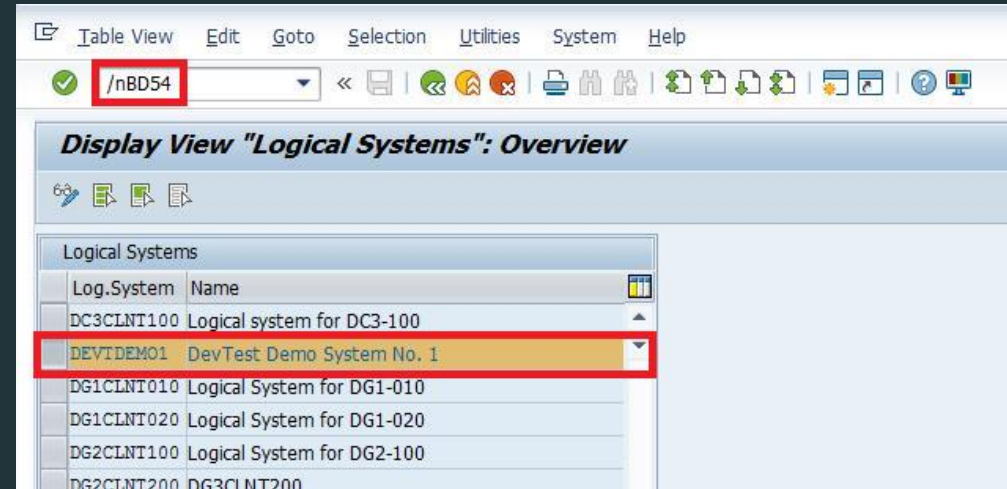 Table View Edit Goto Selection Utilities System Help
/nBD54
Display View "Logical Systems": Overview
Logical Systems
Log.System Name
DC3CLNT100 Logical system for DC3-100
DEVTDEMO1 DevTest Demo System No. 1
DG1CLNT010 Logical System for DG1-010
DG1CLNT020 Logical System for DG1-020
DG2CLNT100 Logical System for DG2-100
DG2CLNT200 DG3CLNT200